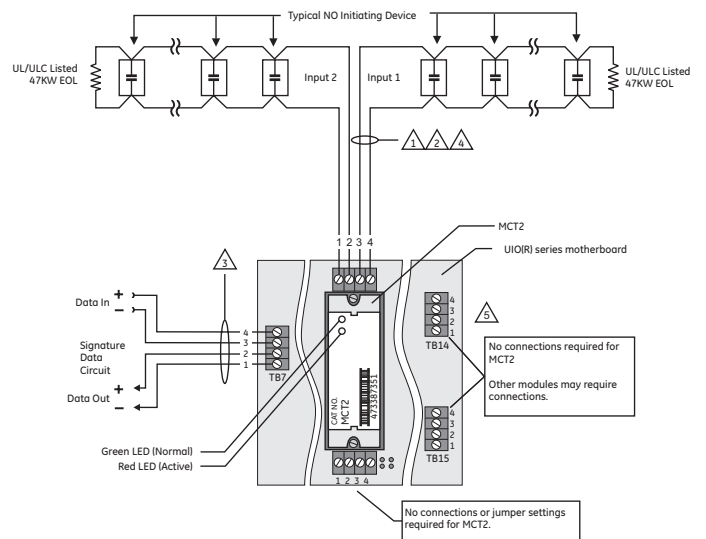 Typical NO Initiating Device
UL/ULC Listed
47KW EOL
Input 2
Input 1
UL/ULC Listed
47KW EOL
1
2
4
1 2 3 4
MCT2
UIO(R) series motherboard
3
Data In
+
−
Signature
Data
Circuit
Data Out
+
−
4
3
2
1
TB7
CAT NO.
MCT2
473387351
4
3
2
1
TB14
5
No connections required for
MCT2
Other modules may require
connections.
4
3
2
1
TB15
Green LED (Normal)
Red LED (Active)
1 2 3 4
No connections or jumper settings
required for MCT2.